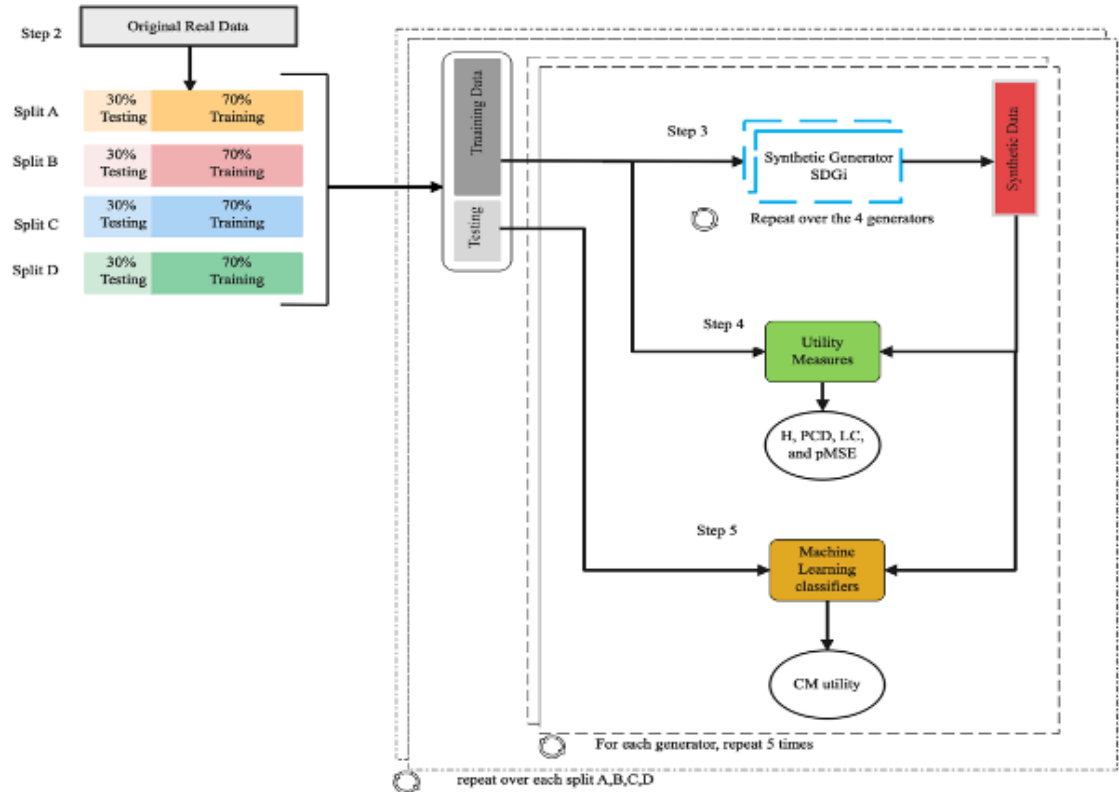 Step 2
Original Real Data
Split A
30%
Testing
70%
Training
Split B
30%
Testing
70%
Training
Split C
30%
Testing
70%
Training
Split D
30%
Testing
70%
Training
Traaining Data
Testing
Step 3
Synthetic Generator
SDGi
Repeat over the 4 generators
Synthetic Data
Step 4
Utility
Measures
H, PCD, LC,
and pMSE
Step 5
Machine
Learning
classifiers
CM utility
For each generator, repeat 5 times
repeat over each split A,B,C,D